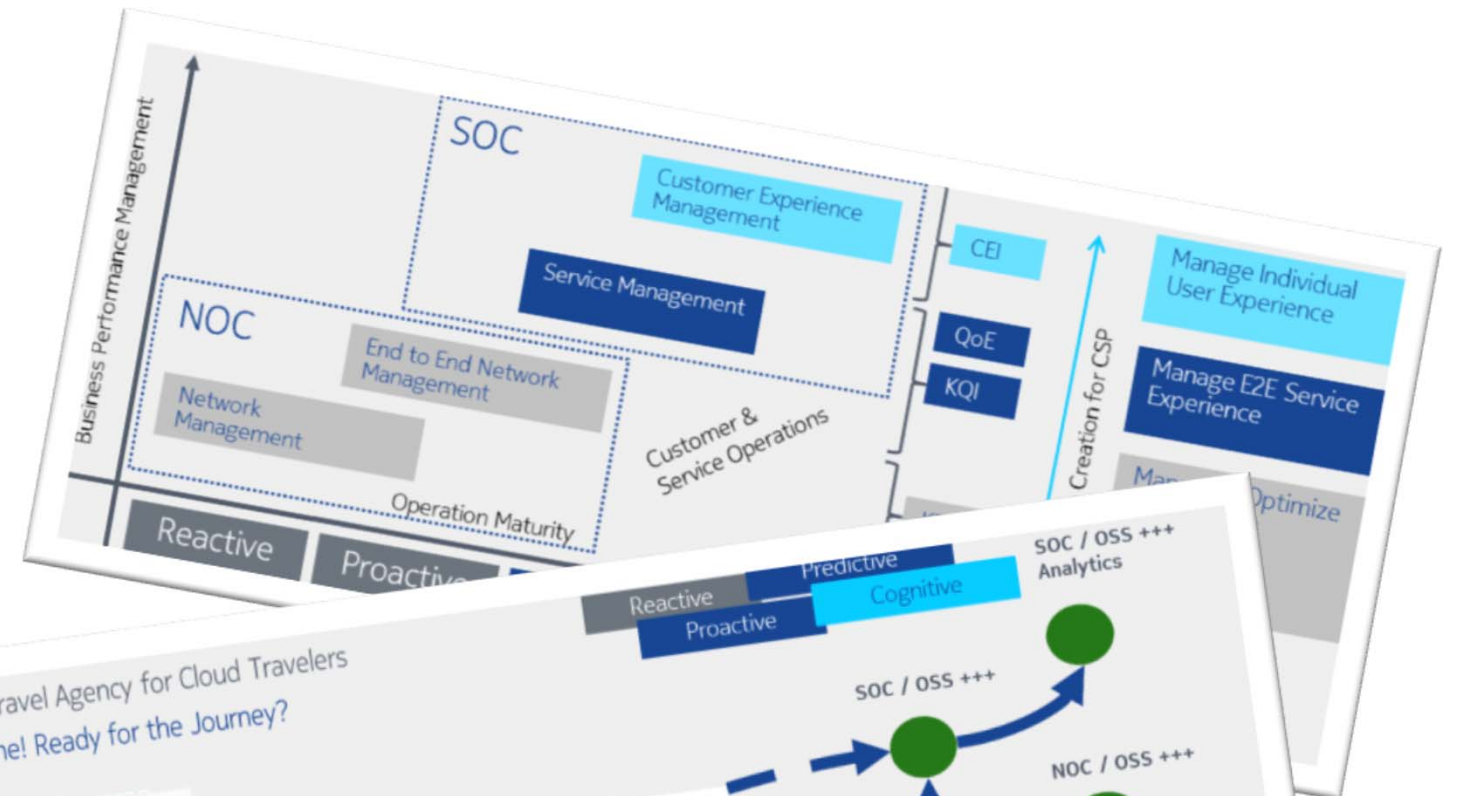 Business Performance Management
SOC
Customer Experience
Management
Service Management
NOC
End to End Network
Management
Network
Management
Customer &
Service Operations
Operation Maturity
Reactive
CEI
QoE
KQI
Creation for CSP
Manage Individual
User Experience
Manage E2E Service
Experience
Optimize
Proactive
Reactive
Predictive
Proactive
Cognitive
SOC / OSS +++
Analytics
Agency for Cloud Travelers
Ready for the Journey?
SOC / OSS +++
NOC / OSS +++